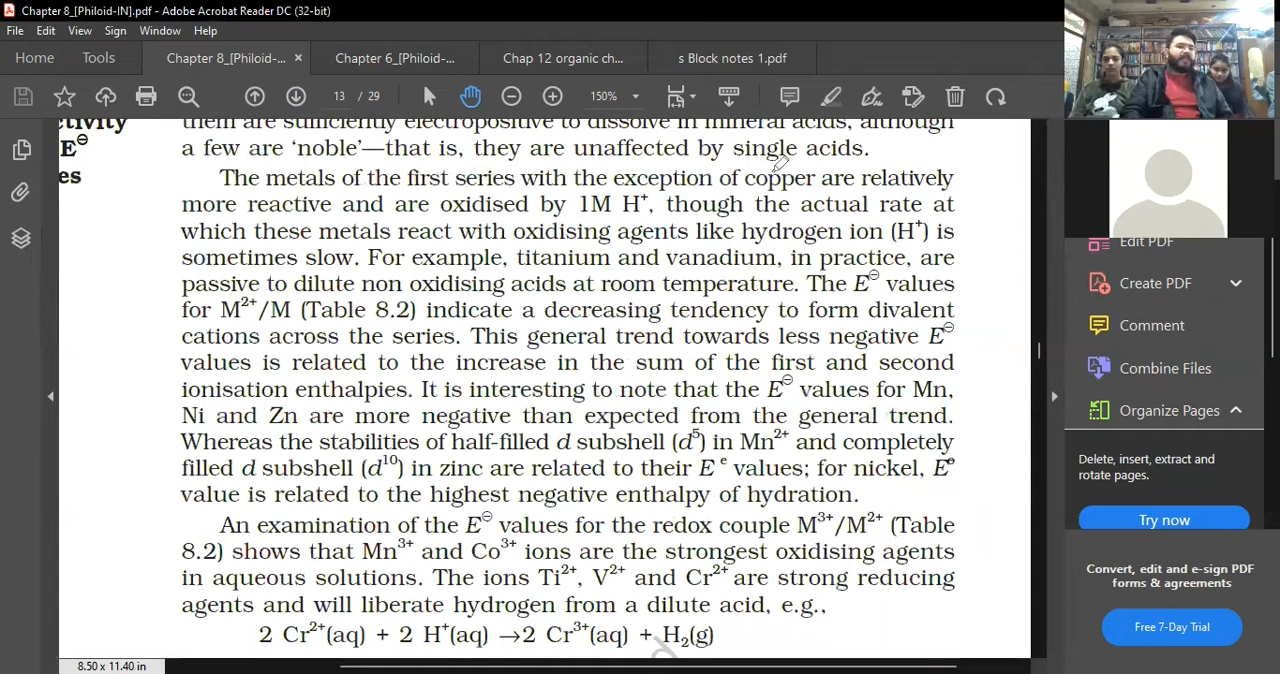 Chapter 8_[Philoid-IN].pdf - Adobe Acrobat Reader DC (32-bit)
File Edit View Sign Window Help
Home Tools Chapter 8_[Philoid-... × Chapter 6_[Philoid-... Chap 12 organic ch... s Block notes 1.pdf
13 / 29 150%
them are sufficiently electropositive to dissolve in mineral acids, although
a few are ‘noble’—that is, they are unaffected by single acids.
The metals of the first series with the exception of copper are relatively
more reactive and are oxidised by 1M H⁺, though the actual rate at
which these metals react with oxidising agents like hydrogen ion (H⁺) is
sometimes slow. For example, titanium and vanadium, in practice, are
passive to dilute non oxidising acids at room temperature. The E⊖ values
for M²⁺/M (Table 8.2) indicate a decreasing tendency to form divalent
cations across the series. This general trend towards less negative E⊖
values is related to the increase in the sum of the first and second
ionisation enthalpies. It is interesting to note that the E⊖ values for Mn,
Ni and Zn are more negative than expected from the general trend.
Whereas the stabilities of half-filled d subshell (d⁵) in Mn²⁺ and completely
filled d subshell (d¹⁰) in zinc are related to their E ᵉ values; for nickel, Eᵉ
value is related to the highest negative enthalpy of hydration.
An examination of the E⊖ values for the redox couple M³⁺/M²⁺ (Table
8.2) shows that Mn³⁺ and Co³⁺ ions are the strongest oxidising agents
in aqueous solutions. The ions Ti²⁺, V²⁺ and Cr²⁺ are strong reducing
agents and will liberate hydrogen from a dilute acid, e.g.,
2 Cr²⁺(aq) + 2 H⁺(aq) →2 Cr³⁺(aq) + H₂(g)
E⊖
es
8.50 x 11.40 in
Edit PDF
Create PDF
Comment
Combine Files
Organize Pages
Delete, insert, extract and
rotate pages.
Try now
Convert, edit and e-sign PDF
forms & agreements
Free 7-Day Trial